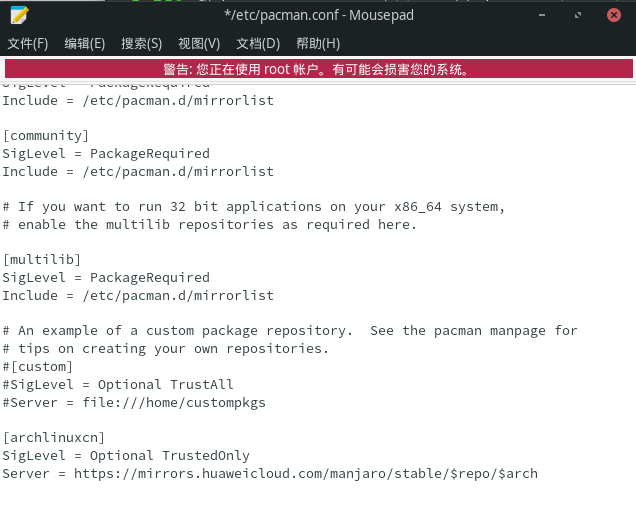 */etc/pacman.conf - Mousepad
文件(F) 编辑(E) 搜索(S) 视图(V) 文档(D) 帮助(H)
警告: 您正在使用 root 帐户。有可能会损害您的系统。
SigLevel = PackageRequired
Include = /etc/pacman.d/mirrorlist
[community]
SigLevel = PackageRequired
Include = /etc/pacman.d/mirrorlist
# If you want to run 32 bit applications on your x86_64 system,
# enable the multilib repositories as required here.
[multilib]
SigLevel = PackageRequired
Include = /etc/pacman.d/mirrorlist
# An example of a custom package repository.  See the pacman manpage for
# tips on creating your own repositories.
#[custom]
#SigLevel = Optional TrustAll
#Server = file:///home/custompkgs
[archlinuxcn]
SigLevel = Optional TrustedOnly
Server = https://mirrors.huaweicloud.com/manjaro/stable/$repo/$arch